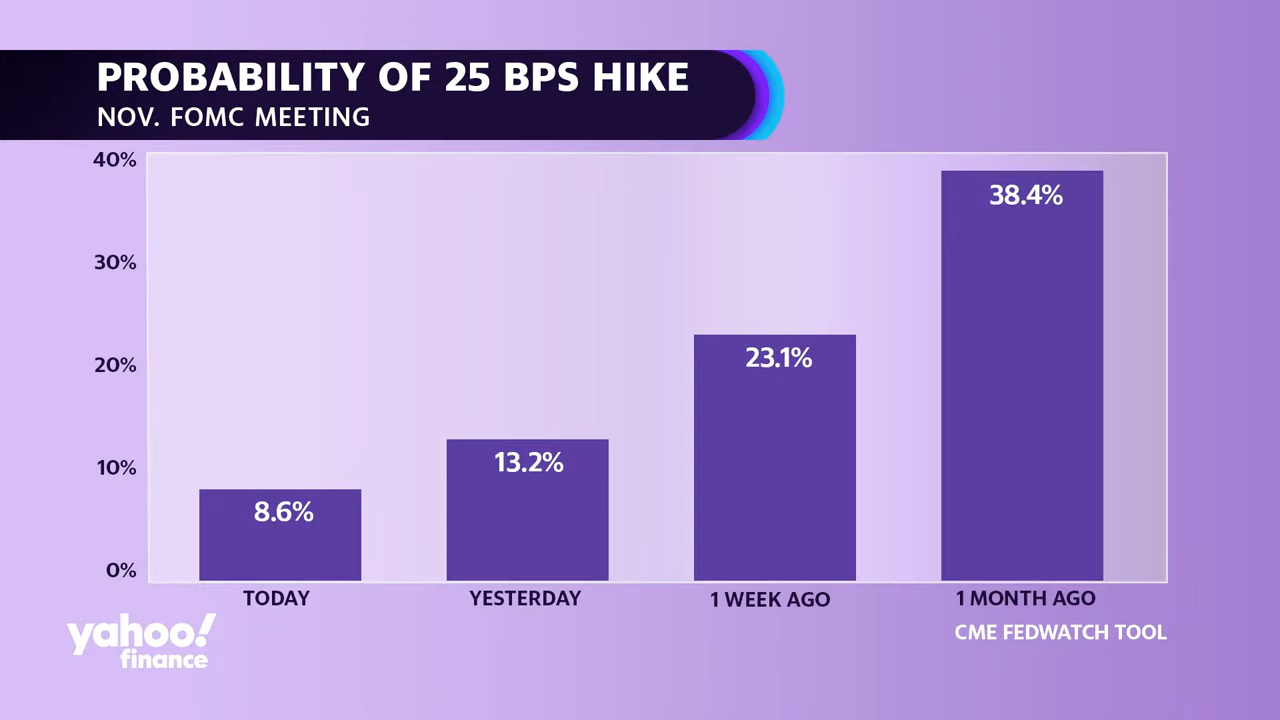 PROBABILITY OF 25 BPS HIKE
NOV. FOMC MEETING
40%
30%
20%
10%
0%
8.6%
13.2%
23.1%
38.4%
TODAY
YESTERDAY
1 WEEK AGO
1 MONTH AGO
yahoo!
finance
CME FEDWATCH TOOL